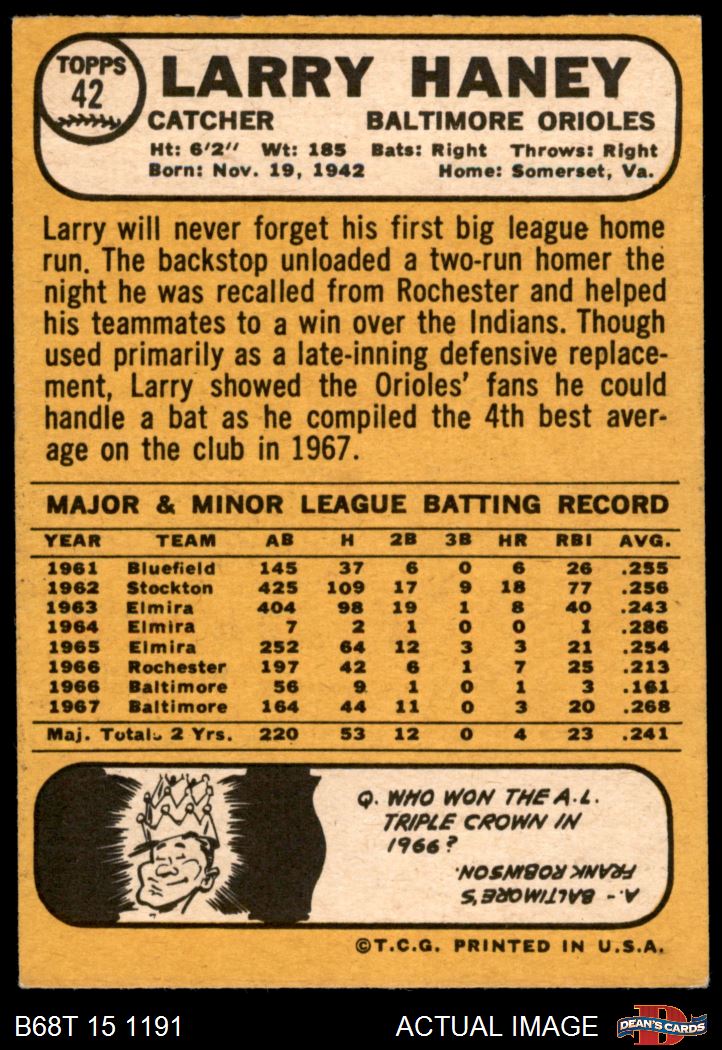 TOPPS
42
LARRY HANEY
CATCHER BALTIMORE ORIOLES
Ht: 6'2" Wt: 185 Bats: Right Throws: Right
Born: Nov. 19, 1942 Home: Somerset, Va.
Larry will never forget his first big league home
run. The backstop unloaded a two-run homer the
night he was recalled from Rochester and helped
his teammates to a win over the Indians. Though
used primarily as a late-inning defensive replace-
ment, Larry showed the Orioles' fans he could
handle a bat as he compiled the 4th best aver-
age on the club in 1967.
MAJOR & MINOR LEAGUE BATTING RECORD
YEAR TEAM AB H 2B 3B HR RBI AVG.
1961 Bluefield 145 37 6 0 6 26 .255
1962 Stockton 425 109 17 9 18 77 .256
1963 Elmira 404 98 19 1 8 40 .243
1964 Elmira 7 2 1 0 0 1 .286
1965 Elmira 252 64 12 3 3 21 .254
1966 Rochester 197 42 6 1 7 25 .213
1966 Baltimore 56 9 1 0 1 3 .161
1967 Baltimore 164 44 11 0 3 20 .268
Maj. Totals 2 Yrs. 220 53 12 0 4 23 .241
Q. WHO WON THE A.L.
TRIPLE CROWN IN
1966?
A.- BALTIMORE'S
FRANK ROBINSON.
©T.C.G. PRINTED IN U.S.A.
B68T 15 1191 ACTUAL IMAGE
D
DEAN'S CARDS